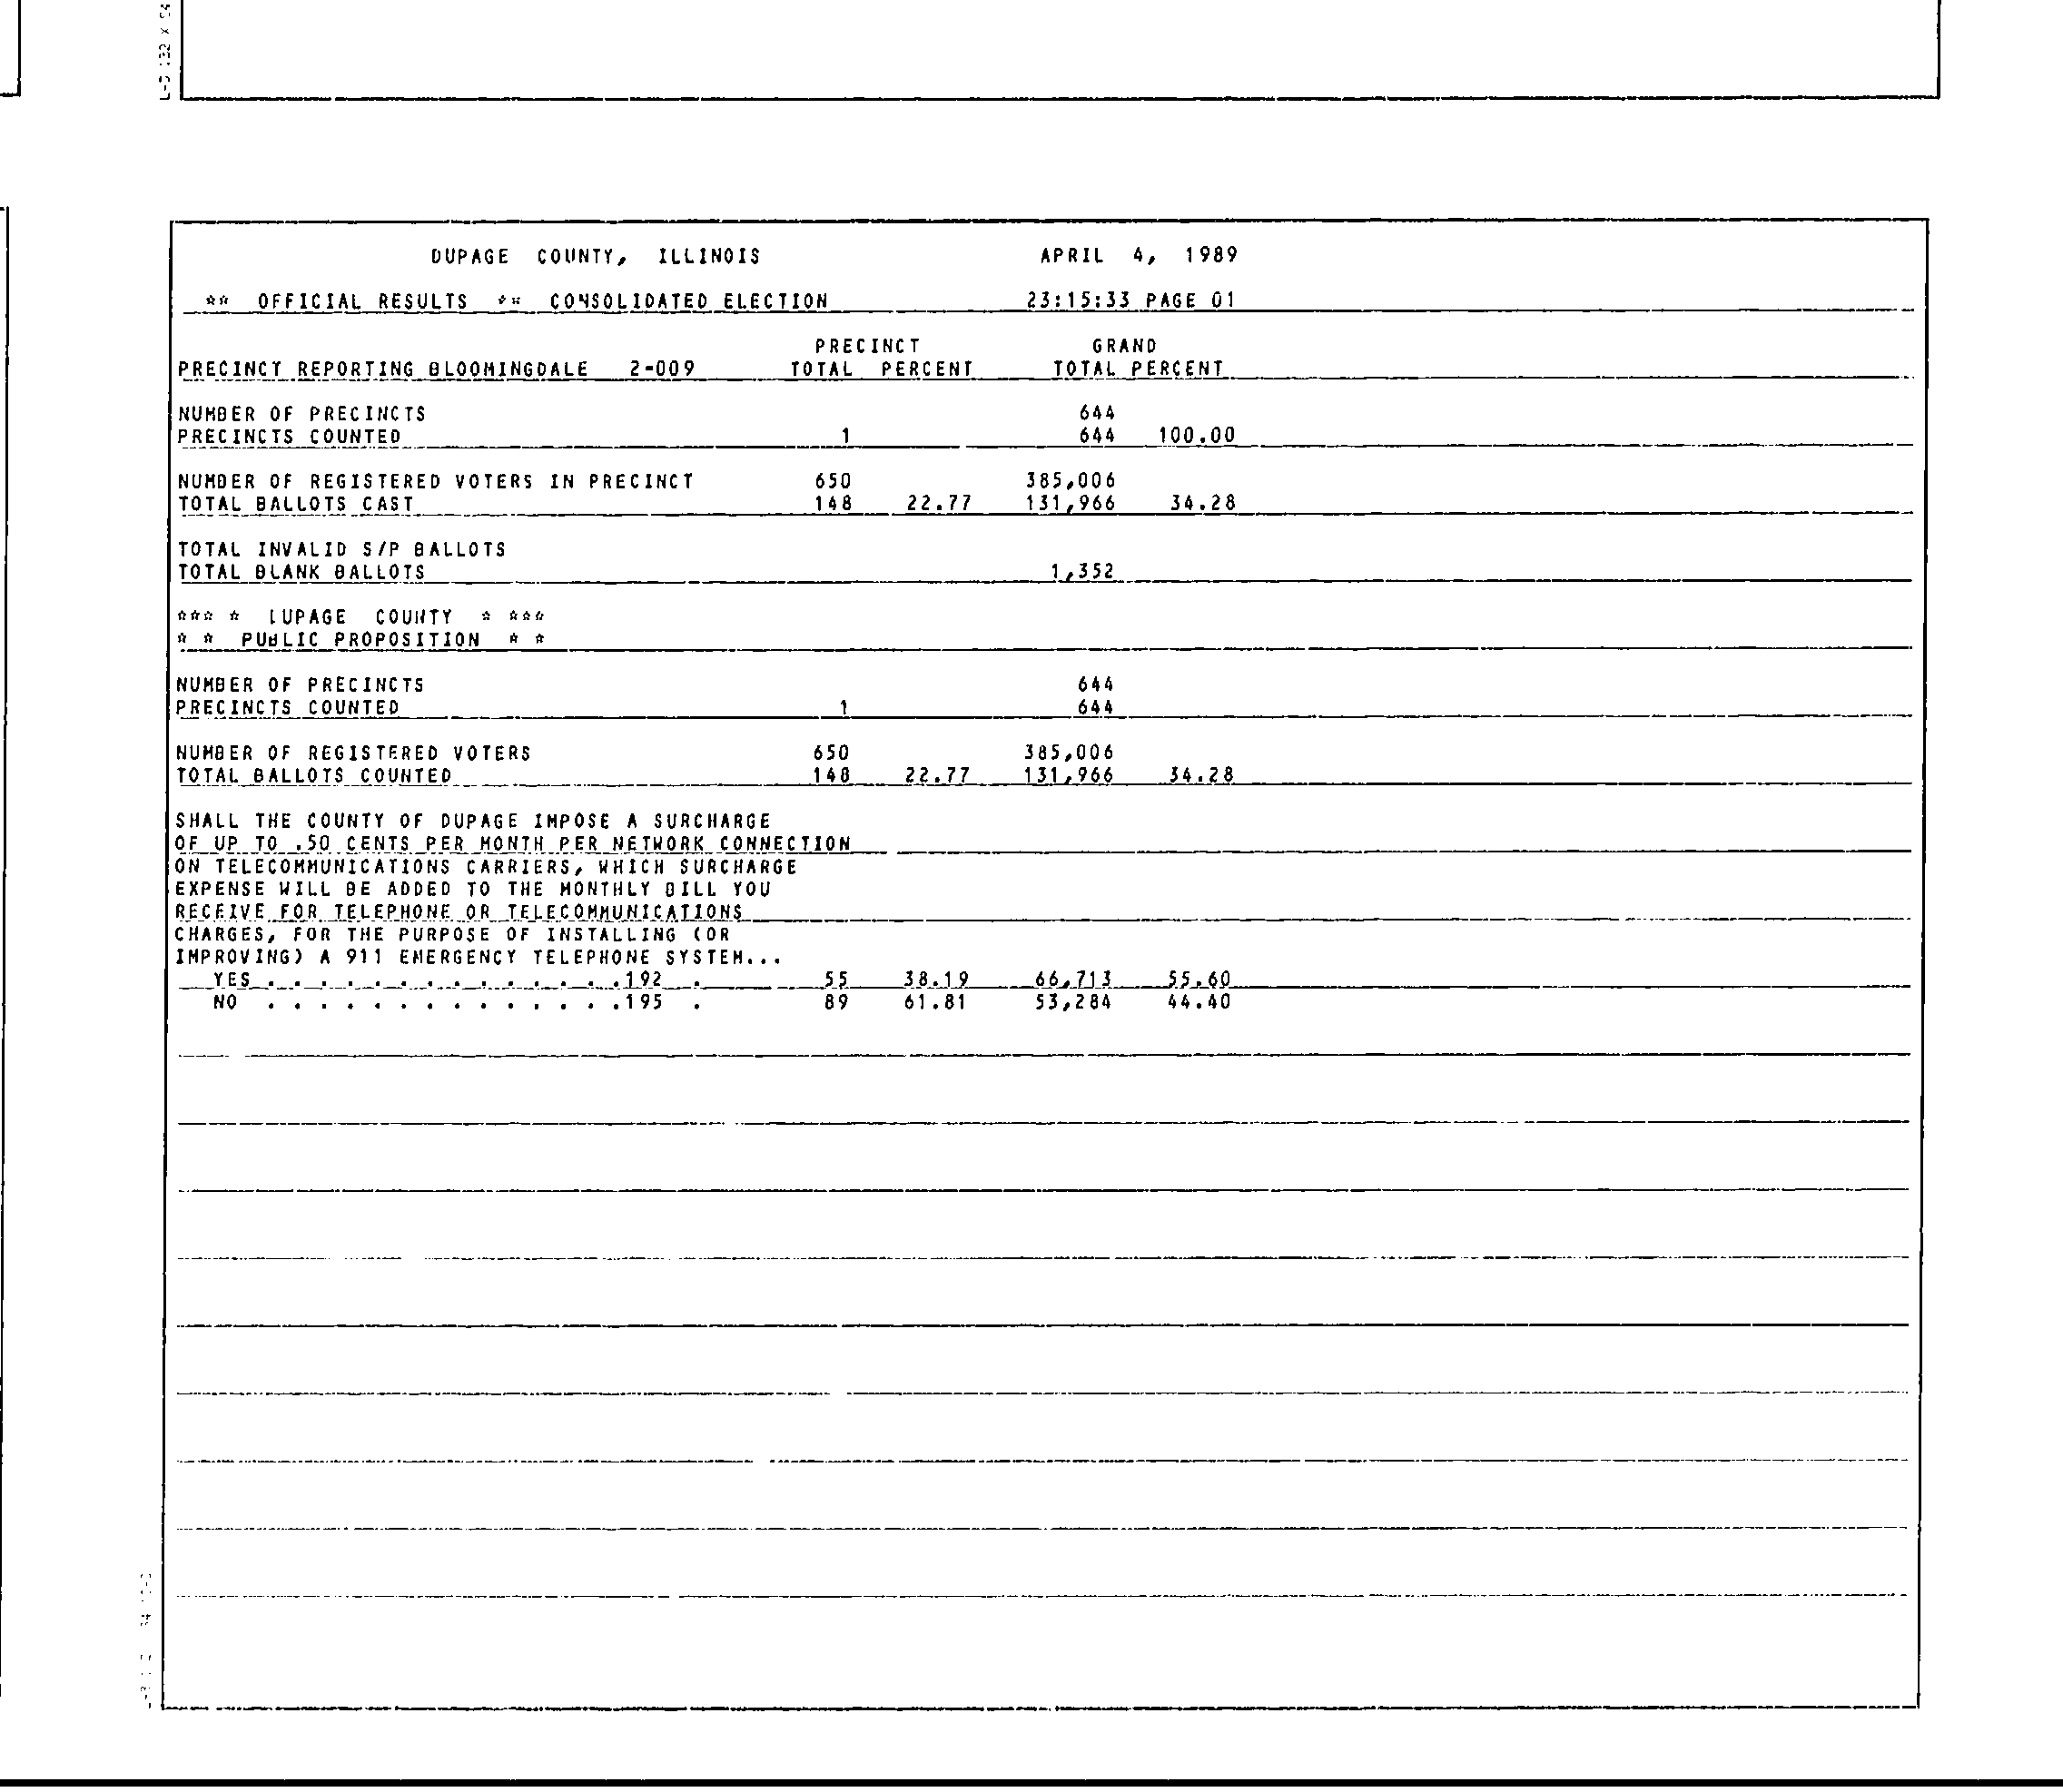 DUPAGE COUNTY, ILLINOIS APRIL 4, 1989
** OFFICIAL RESULTS ** CONSOLIDATED ELECTION 23:15:33 PAGE 01
PRECINCT GRAND
PRECINCT REPORTING BLOOMINGDALE 2-009 TOTAL PERCENT TOTAL PERCENT
NUMBER OF PRECINCTS 644
PRECINCTS COUNTED 1 644 100.00
NUMBER OF REGISTERED VOTERS IN PRECINCT 650 385,006
TOTAL BALLOTS CAST 148 22.77 131,966 34.28
TOTAL INVALID S/P BALLOTS
TOTAL BLANK BALLOTS 1,352
*** * DUPAGE COUNTY * ***
* * PUBLIC PROPOSITION * *
NUMBER OF PRECINCTS 644
PRECINCTS COUNTED 1 644
NUMBER OF REGISTERED VOTERS 650 385,006
TOTAL BALLOTS COUNTED 148 22.77 131,966 34.28
SHALL THE COUNTY OF DUPAGE IMPOSE A SURCHARGE
OF UP TO .50 CENTS PER MONTH PER NETWORK CONNECTION
ON TELECOMMUNICATIONS CARRIERS, WHICH SURCHARGE
EXPENSE WILL BE ADDED TO THE MONTHLY BILL YOU
RECEIVE FOR TELEPHONE OR TELECOMMUNICATIONS
CHARGES, FOR THE PURPOSE OF INSTALLING (OR
IMPROVING) A 911 EMERGENCY TELEPHONE SYSTEM...
YES . . . . . . . . . . . . . .192 . 55 38.19 66,713 55.60
NO . . . . . . . . . . . . . .195 . 89 61.81 53,284 44.40